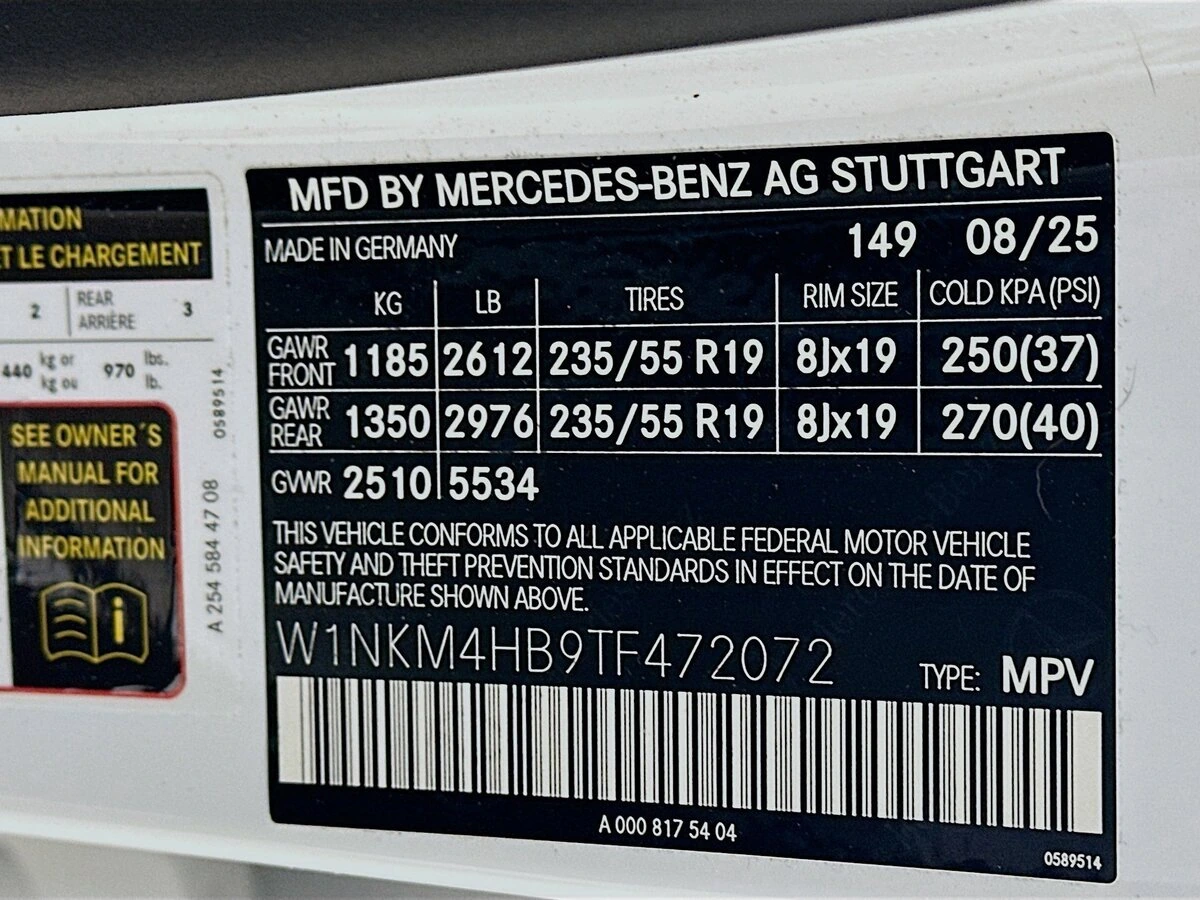 MATION
ET LE CHARGEMENT
2 REAR ARRIÈRE 3
440 kg or kg ou 970 lbs. lb.
SEE OWNER´S
MANUAL FOR
ADDITIONAL
INFORMATION
i
A 254 584 47 08
0589514
MFD BY MERCEDES-BENZ AG STUTTGART
MADE IN GERMANY 149 08/25
KG LB TIRES RIM SIZE COLD KPA (PSI)
GAWR FRONT 1185 2612 235/55 R19 8Jx19 250(37)
GAWR REAR 1350 2976 235/55 R19 8Jx19 270(40)
GVWR 2510 5534
THIS VEHICLE CONFORMS TO ALL APPLICABLE FEDERAL MOTOR VEHICLE
SAFETY AND THEFT PREVENTION STANDARDS IN EFFECT ON THE DATE OF
MANUFACTURE SHOWN ABOVE.
W1NKM4HB9TF472072 TYPE: MPV
A 000 817 54 04
0589514